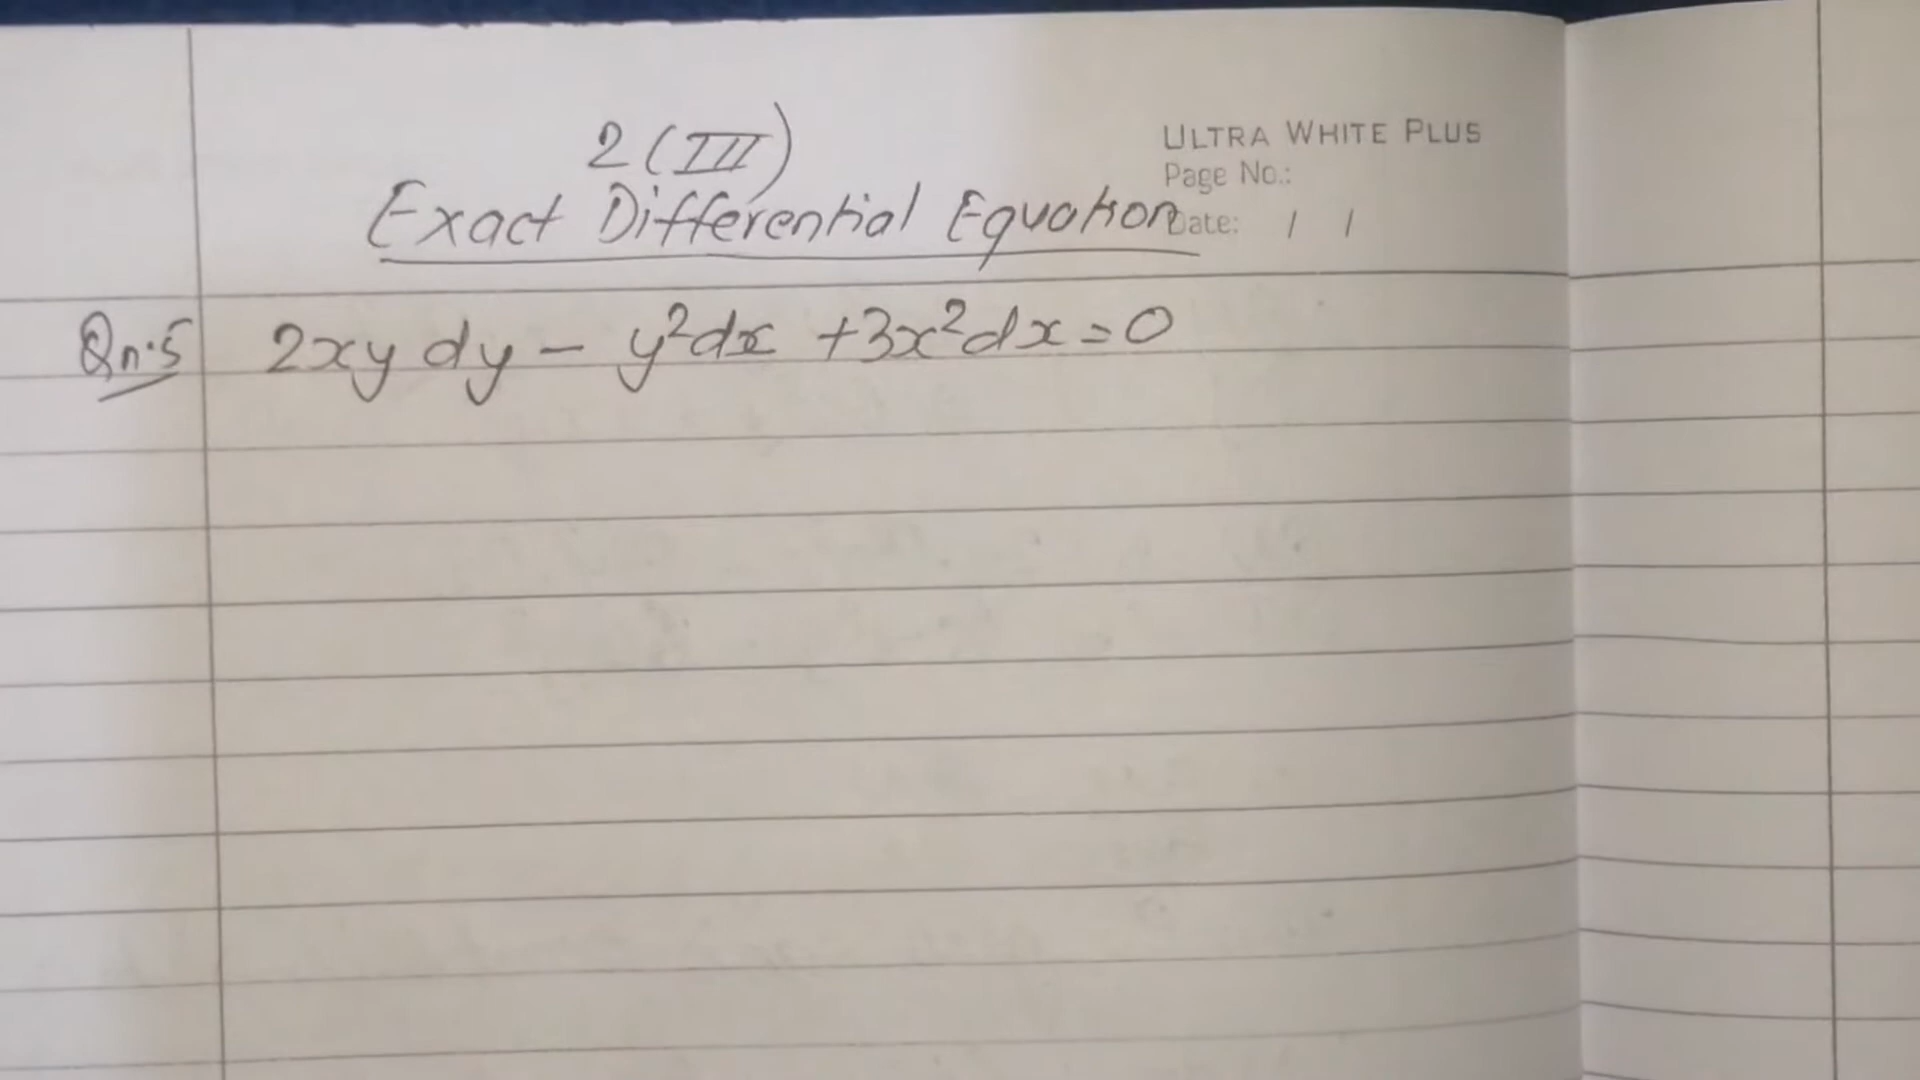 2 (III)
ULTRA WHITE PLUS
Page No.:
Exact Differential Equation
Date: / /
Qn.5 2xy dy - y²dx + 3x²dx = 0